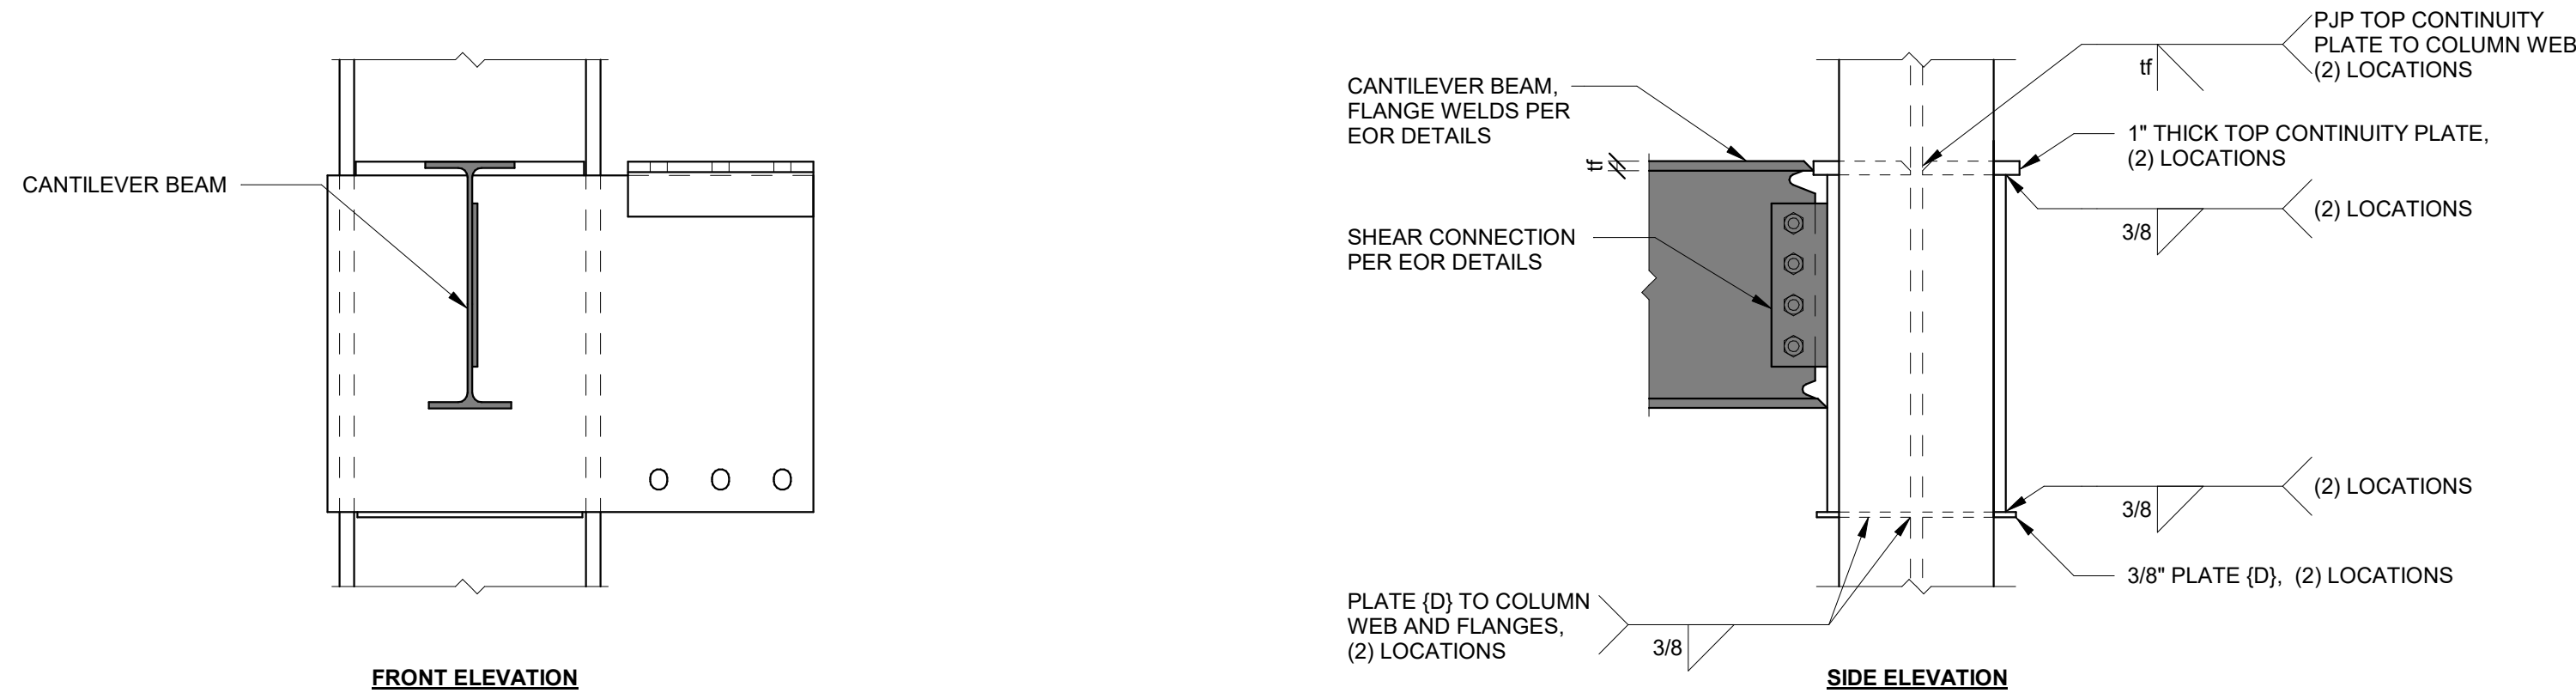 CANTILEVER BEAM
FRONT ELEVATION
CANTILEVER BEAM,
FLANGE WELDS PER
EOR DETAILS
tf
SHEAR CONNECTION
PER EOR DETAILS
PLATE {D} TO COLUMN
WEB AND FLANGES,
(2) LOCATIONS
3/8
PJP TOP CONTINUITY
PLATE TO COLUMN WEB
(2) LOCATIONS
tf
1" THICK TOP CONTINUITY PLATE,
(2) LOCATIONS
(2) LOCATIONS
3/8
(2) LOCATIONS
3/8
3/8" PLATE {D}, (2) LOCATIONS
SIDE ELEVATION